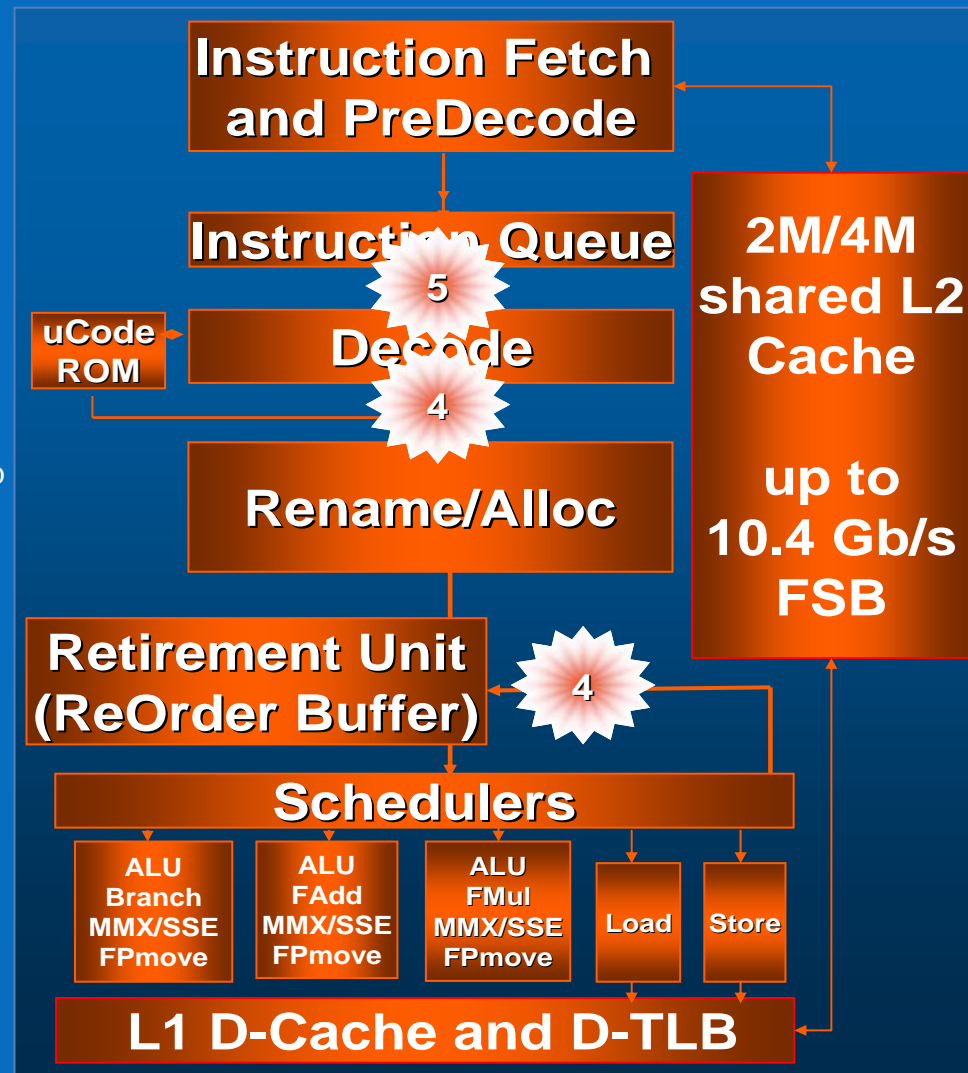 Instruction Fetch
and PreDecode
Instruction Queue
5
uCode
ROM
Decode
4
Rename/Alloc
2M/4M
shared L2
Cache
up to
10.4 Gb/s
FSB
Retirement Unit
(ReOrder Buffer)
4
Schedulers
ALU
Branch
MMX/SSE
FPmove
ALU
FAdd
MMX/SSE
FPmove
ALU
FMul
MMX/SSE
FPmove
Load
Store
L1 D-Cache and D-TLB